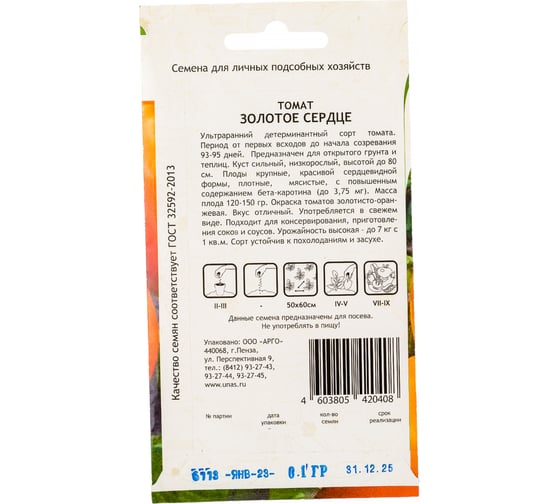 Семена для личных подсобных хозяйств
ТОМАТ
ЗОЛОТОЕ СЕРДЦЕ
Ультраранний детерминантный сорт томата.
Период от первых всходов до начала созревания
93-95 дней. Предназначен для открытого грунта и
теплиц. Куст сильный, низкорослый, высотой до 80
см. Плоды крупные, красивой сердцевидной
формы, плотные, мясистые, с повышенным
содержанием бета-каротина (до 3,75 мг). Масса
плода 120-150 гр. Окраска томатов золотисто-оран-
жевая. Вкус отличный. Употребляется в свежем
виде. Подходит для консервирования, приготовле-
ния соков и соусов. Урожайность высокая - до 7 кг с
1 кв.м. Сорт устойчив к похолоданиям и засухе.
II-III - 50х60см IV-V VII-IX
Данные семена предназначены для посева.
Не употреблять в пищу!
Упаковано: ООО «АРГО»
440068, г.Пенза,
ул. Перспективная 9,
тел.: (8412) 93-27-43,
93-27-44, 93-27-45,
www.unas.ru
4 603805 420408
№ партии дата упаковки кол-во семян срок реализации
6773 -ЯНВ-23- 0.1 ГР 31.12.25
Качество семян соответствует ГОСТ 32592-2013